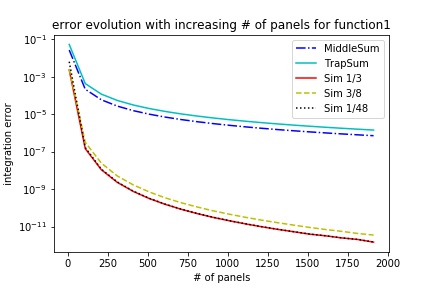 error evolution with increasing # of panels for function1
10⁻¹
10⁻³
10⁻⁵
10⁻⁷
10⁻⁹
10⁻¹¹
integration error
MiddleSum
TrapSum
Sim 1/3
Sim 3/8
Sim 1/48
0 250 500 750 1000 1250 1500 1750 2000
# of panels